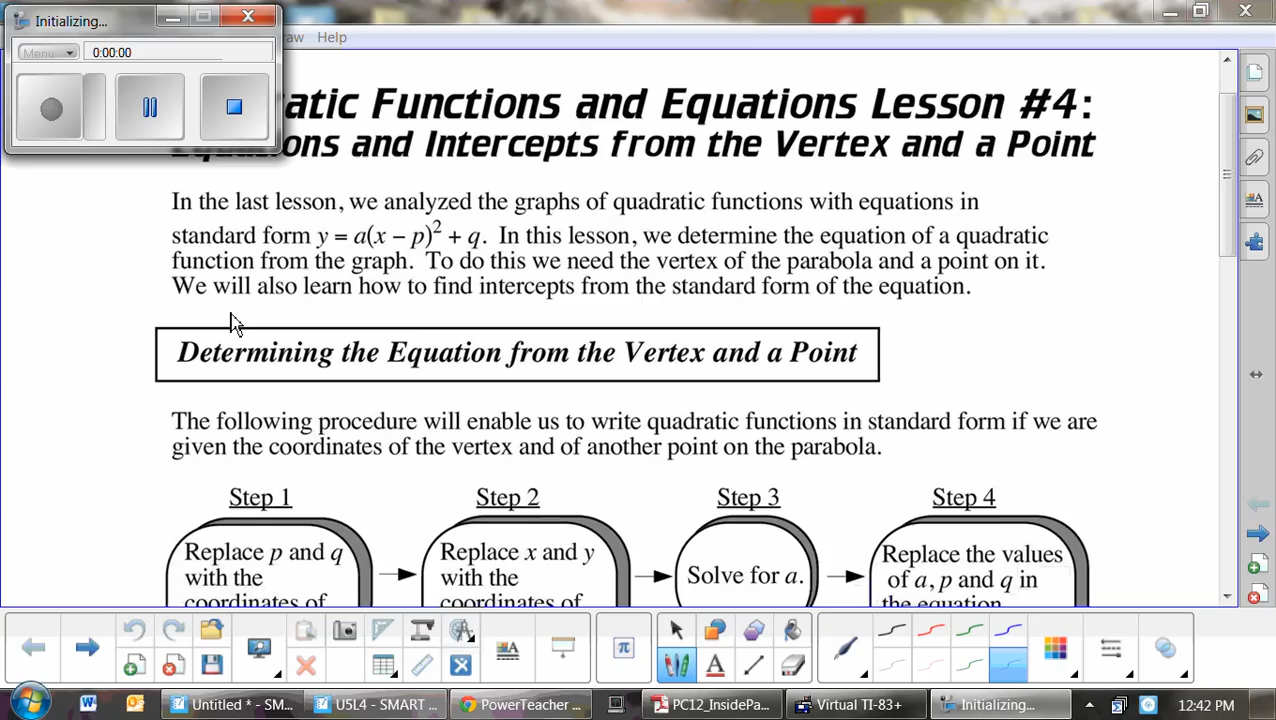 Initializing...
Menu
0:00:00
aw Help
atic Functions and Equations Lesson #4:
Equations and Intercepts from the Vertex and a Point
In the last lesson, we analyzed the graphs of quadratic functions with equations in
standard form y = a(x − p)² + q. In this lesson, we determine the equation of a quadratic
function from the graph. To do this we need the vertex of the parabola and a point on it.
We will also learn how to find intercepts from the standard form of the equation.
Determining the Equation from the Vertex and a Point
The following procedure will enable us to write quadratic functions in standard form if we are
given the coordinates of the vertex and of another point on the parabola.
Step 1 Step 2 Step 3 Step 4
Replace p and q
with the
coordinates of
Replace x and y
with the
coordinates of
Solve for a.
Replace the values
of a, p and q in
the equation
Untitled * - SM...
U5L4 - SMART ...
PowerTeacher ...
PC12_InsidePa...
Virtual TI-83+
Initializing...
12:42 PM